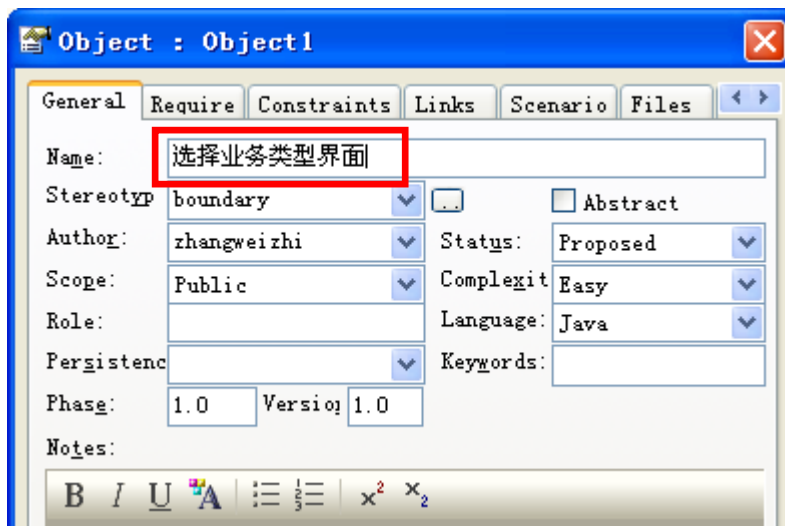 Object : Object1
General Require Constraints Links Scenario Files
Name: 选择业务类型界面
Stereotyp boundary .. Abstract
Author: zhangweizhi Status: Proposed
Scope: Public Complexit Easy
Role: Language: Java
Persistenc Keywords:
Phase: 1.0 Versio 1.0
Notes:
B I U A x² x₂